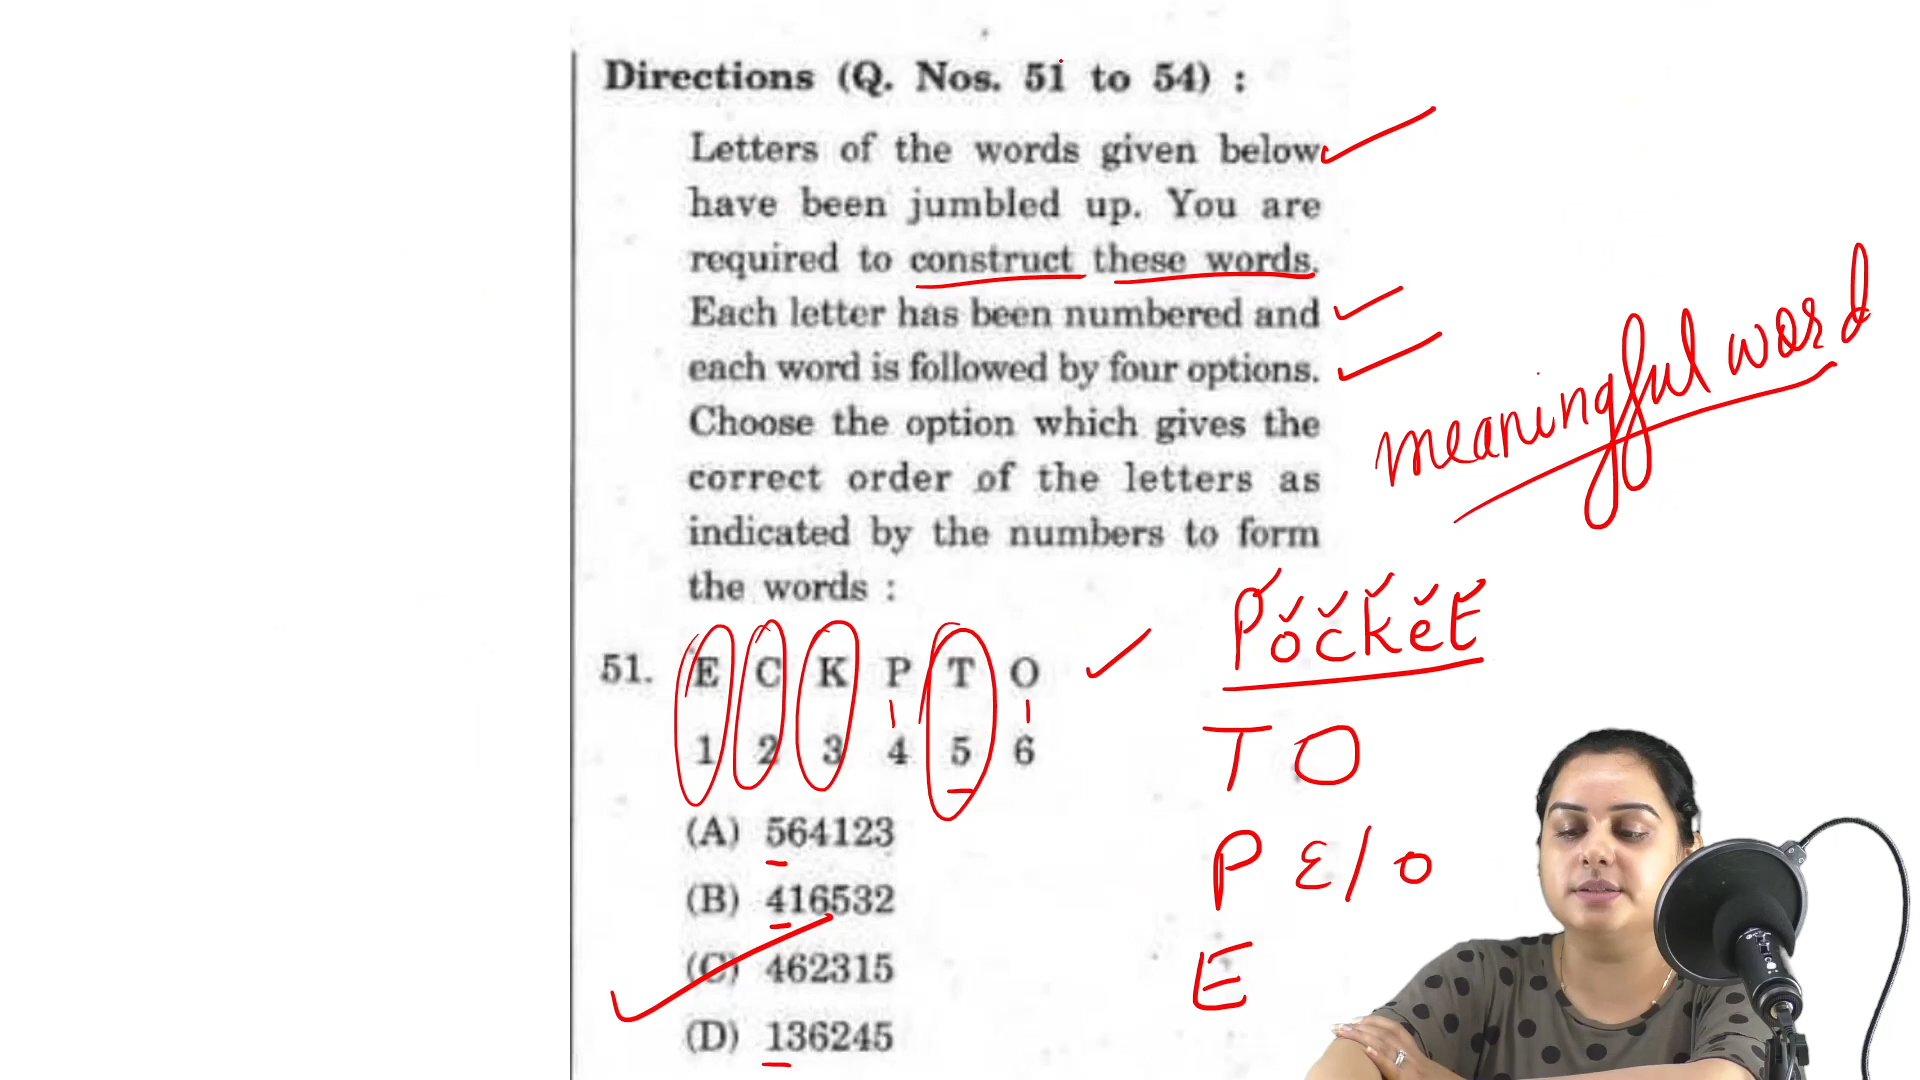 Directions (Q. Nos. 51 to 54) :
Letters of the words given below
have been jumbled up. You are
required to construct these words.
Each letter has been numbered and
each word is followed by four options.
Choose the option which gives the
correct order of the letters as
indicated by the numbers to form
the words :
meaningful word
51. E C K P T O
1 2 3 4 5 6
(A) 564123
(B) 416532
(C) 462315
(D) 136245
PocKet
TO
P E/O
E